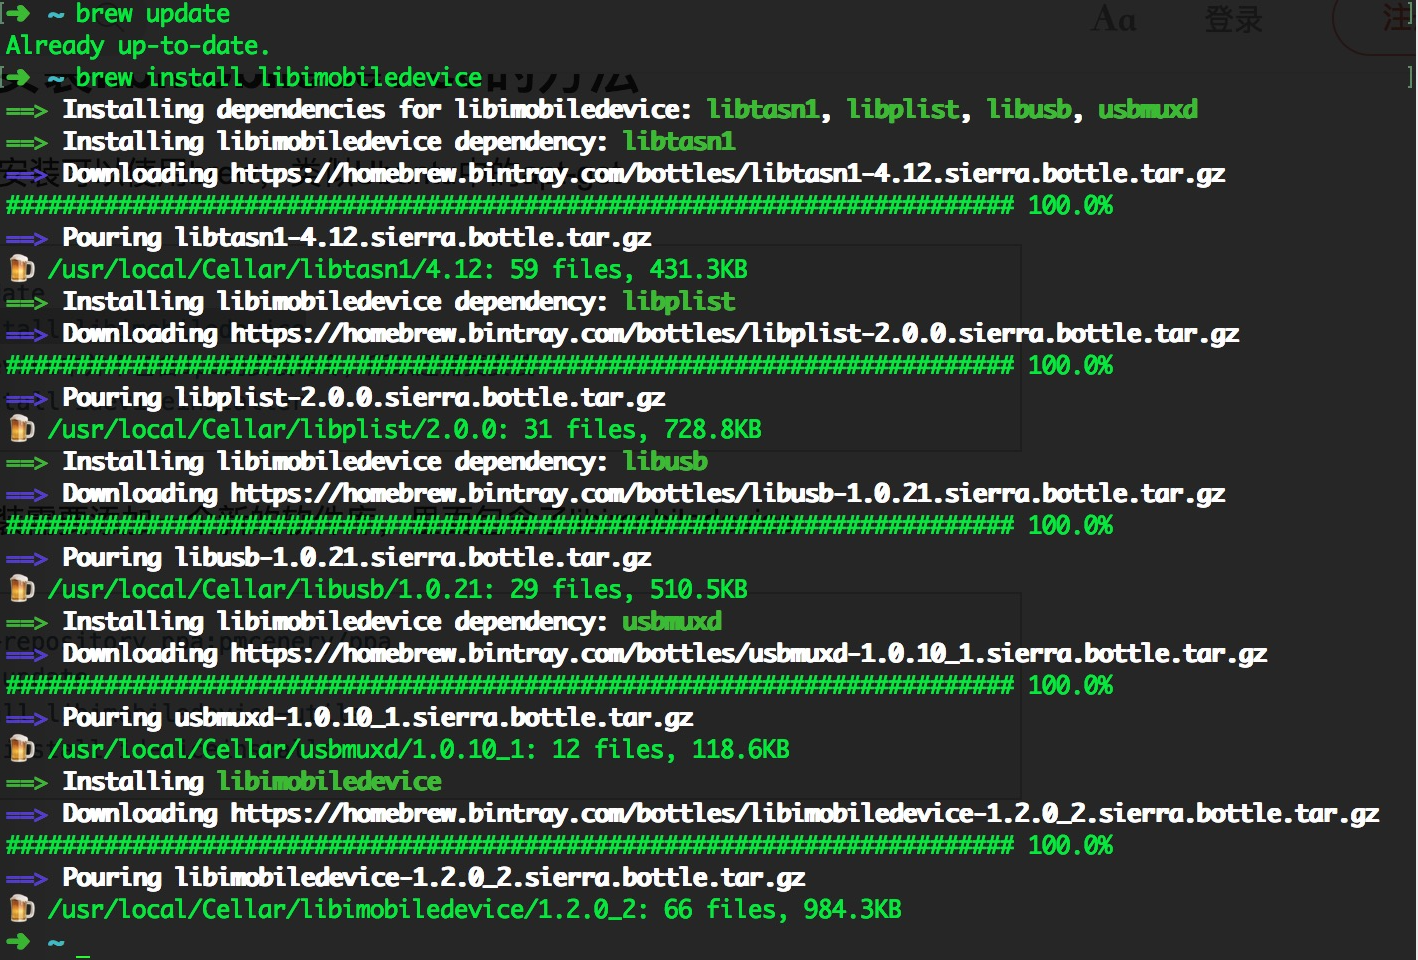 ➜ ~ brew update
Already up-to-date.
➜ ~ brew install libimobiledevice
==> Installing dependencies for libimobiledevice: libtasn1, libplist, libusb, usbmuxd
==> Installing libimobiledevice dependency: libtasn1
==> Downloading https://homebrew.bintray.com/bottles/libtasn1-4.12.sierra.bottle.tar.gz
######################################################################## 100.0%
==> Pouring libtasn1-4.12.sierra.bottle.tar.gz
🍺 /usr/local/Cellar/libtasn1/4.12: 59 files, 431.3KB
==> Installing libimobiledevice dependency: libplist
==> Downloading https://homebrew.bintray.com/bottles/libplist-2.0.0.sierra.bottle.tar.gz
######################################################################## 100.0%
==> Pouring libplist-2.0.0.sierra.bottle.tar.gz
🍺 /usr/local/Cellar/libplist/2.0.0: 31 files, 728.8KB
==> Installing libimobiledevice dependency: libusb
==> Downloading https://homebrew.bintray.com/bottles/libusb-1.0.21.sierra.bottle.tar.gz
######################################################################## 100.0%
==> Pouring libusb-1.0.21.sierra.bottle.tar.gz
🍺 /usr/local/Cellar/libusb/1.0.21: 29 files, 510.5KB
==> Installing libimobiledevice dependency: usbmuxd
==> Downloading https://homebrew.bintray.com/bottles/usbmuxd-1.0.10_1.sierra.bottle.tar.gz
######################################################################## 100.0%
==> Pouring usbmuxd-1.0.10_1.sierra.bottle.tar.gz
🍺 /usr/local/Cellar/usbmuxd/1.0.10_1: 12 files, 118.6KB
==> Installing libimobiledevice
==> Downloading https://homebrew.bintray.com/bottles/libimobiledevice-1.2.0_2.sierra.bottle.tar.gz
######################################################################## 100.0%
==> Pouring libimobiledevice-1.2.0_2.sierra.bottle.tar.gz
🍺 /usr/local/Cellar/libimobiledevice/1.2.0_2: 66 files, 984.3KB
➜ ~
Aa 登录 注